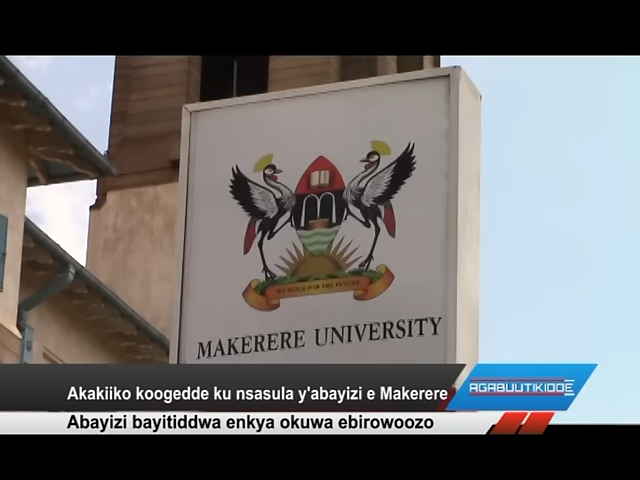 WE BUILD FOR THE FUTURE
MAKERERE UNIVERSITY
Akakiiko koogedde ku nsasula y'abayizi e Makerere
AGABUUTIKIDDE
Abayizi bayitiddwa enkya okuwa ebirowoozo